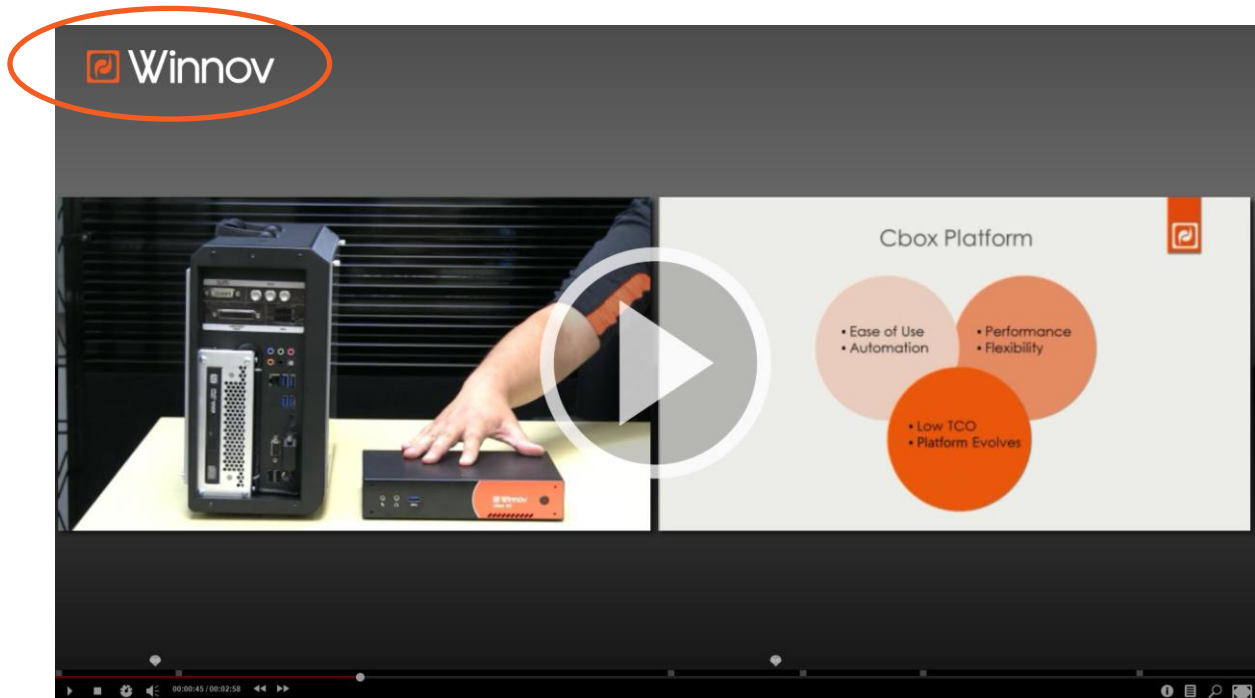 Winnov
Cbox Platform
• Ease of Use
• Automation
• Performance
• Flexibility
• Low TCO
• Platform Evolves
Winnov
00:00:45 / 00:02:58